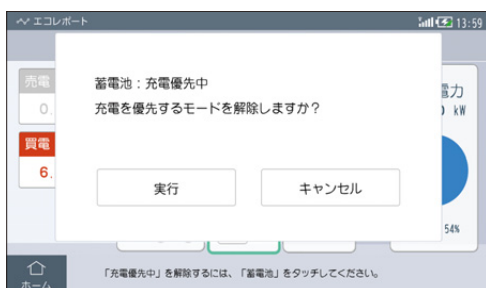 エコレポート
13:59
売電
0.
買電
6.
蓄電池：充電優先中
充電を優先するモードを解除しますか？
実行
キャンセル
電力
kW
54%
ホーム
「充電優先中」を解除するには、「蓄電池」をタッチしてください。